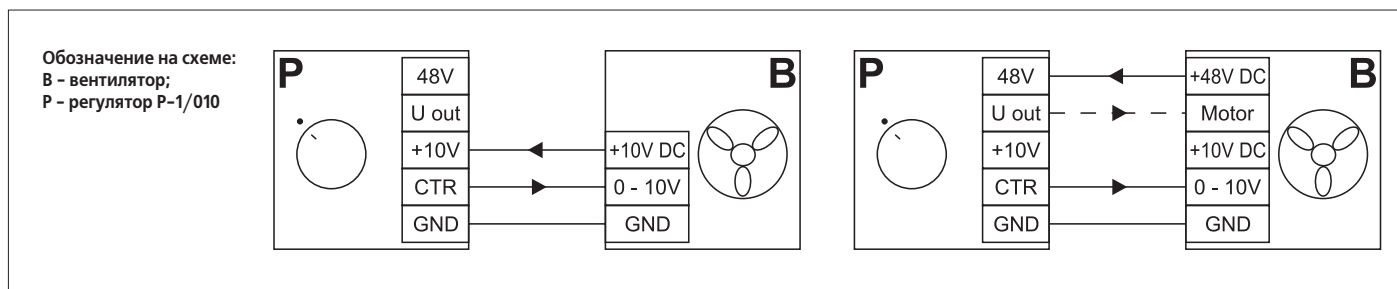 Обозначение на схеме:
В – вентилятор;
Р – регулятор Р-1/010
P
48V
U out
+10V
CTR
GND
B
+10V DC
0 - 10V
GND
P
48V
U out
+10V
CTR
GND
B
+48V DC
Motor
+10V DC
0 - 10V
GND